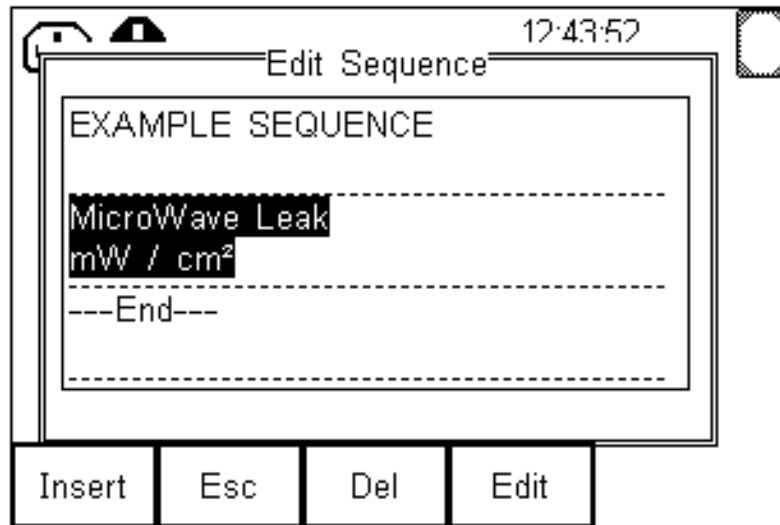 12:43:52
Edit Sequence
EXAMPLE SEQUENCE
MicroWave Leak
mW / cm²
---End---
Insert Esc Del Edit